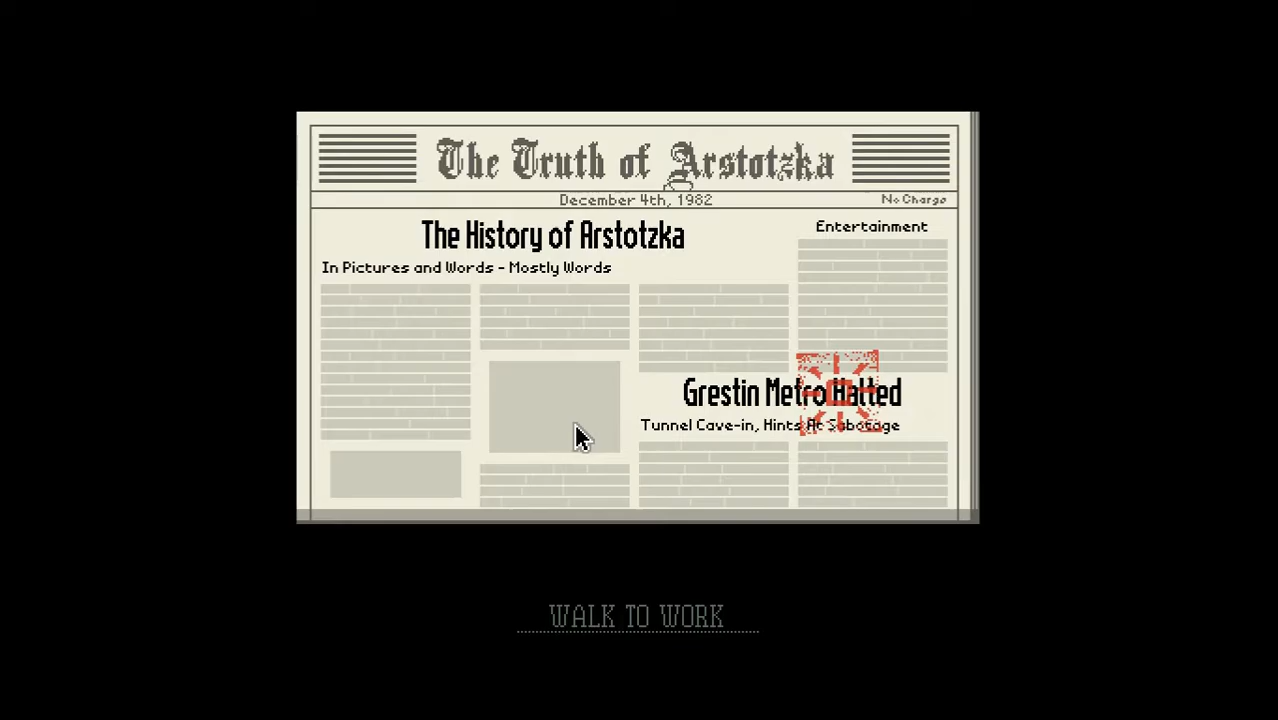 The Truth of Arstotzka
December 4th, 1982
No Charge
The History of Arstotzka
In Pictures and Words - Mostly Words
Entertainment
Grestin Metro Halted
Tunnel Cave-in, Hints At Sabotage
WALK TO WORK